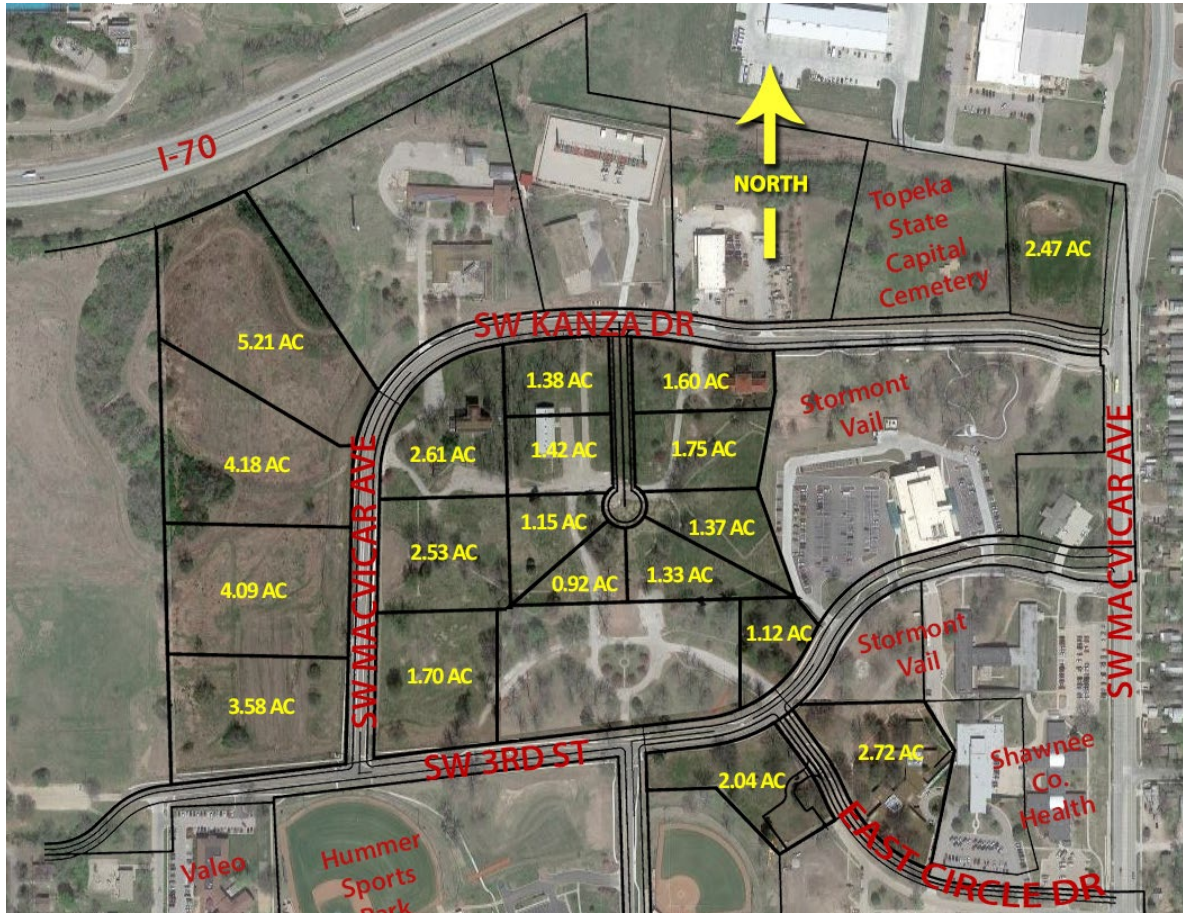 I-70
NORTH
Topeka
State
Capital
Cemetery
2.47 AC
5.21 AC
SW KANZA DR
1.38 AC
1.60 AC
Stormont
Vail
4.18 AC
2.61 AC
1.42 AC
1.75 AC
SW MACVICAR AVE
SW MACVICAR AVE
4.09 AC
2.53 AC
1.15 AC
1.37 AC
0.92 AC
1.33 AC
1.12 AC
Stormont
Vail
3.58 AC
1.70 AC
SW 3RD ST
2.04 AC
2.72 AC
Shawnee
Co.
Health
EAST CIRCLE DR
Valeo
Hummer
Sports
Park